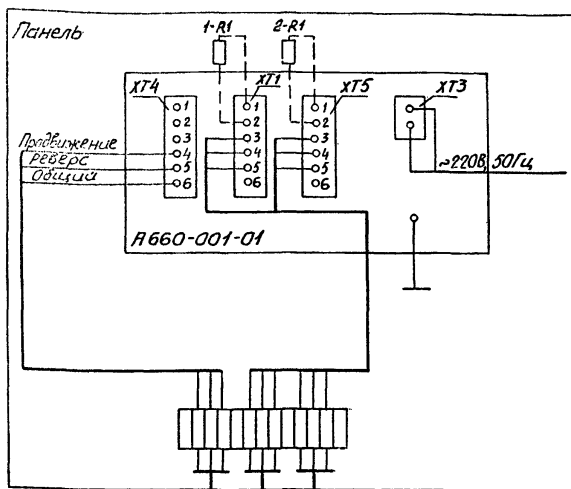 Панель
1-R1
2-R1
XT4
XT1
XT5
XT3
1
2
3
4
5
6
1
2
3
4
5
6
1
2
3
4
5
6
Продвижение
Реверс
Общий
~220В, 50Гц
А660-001-01